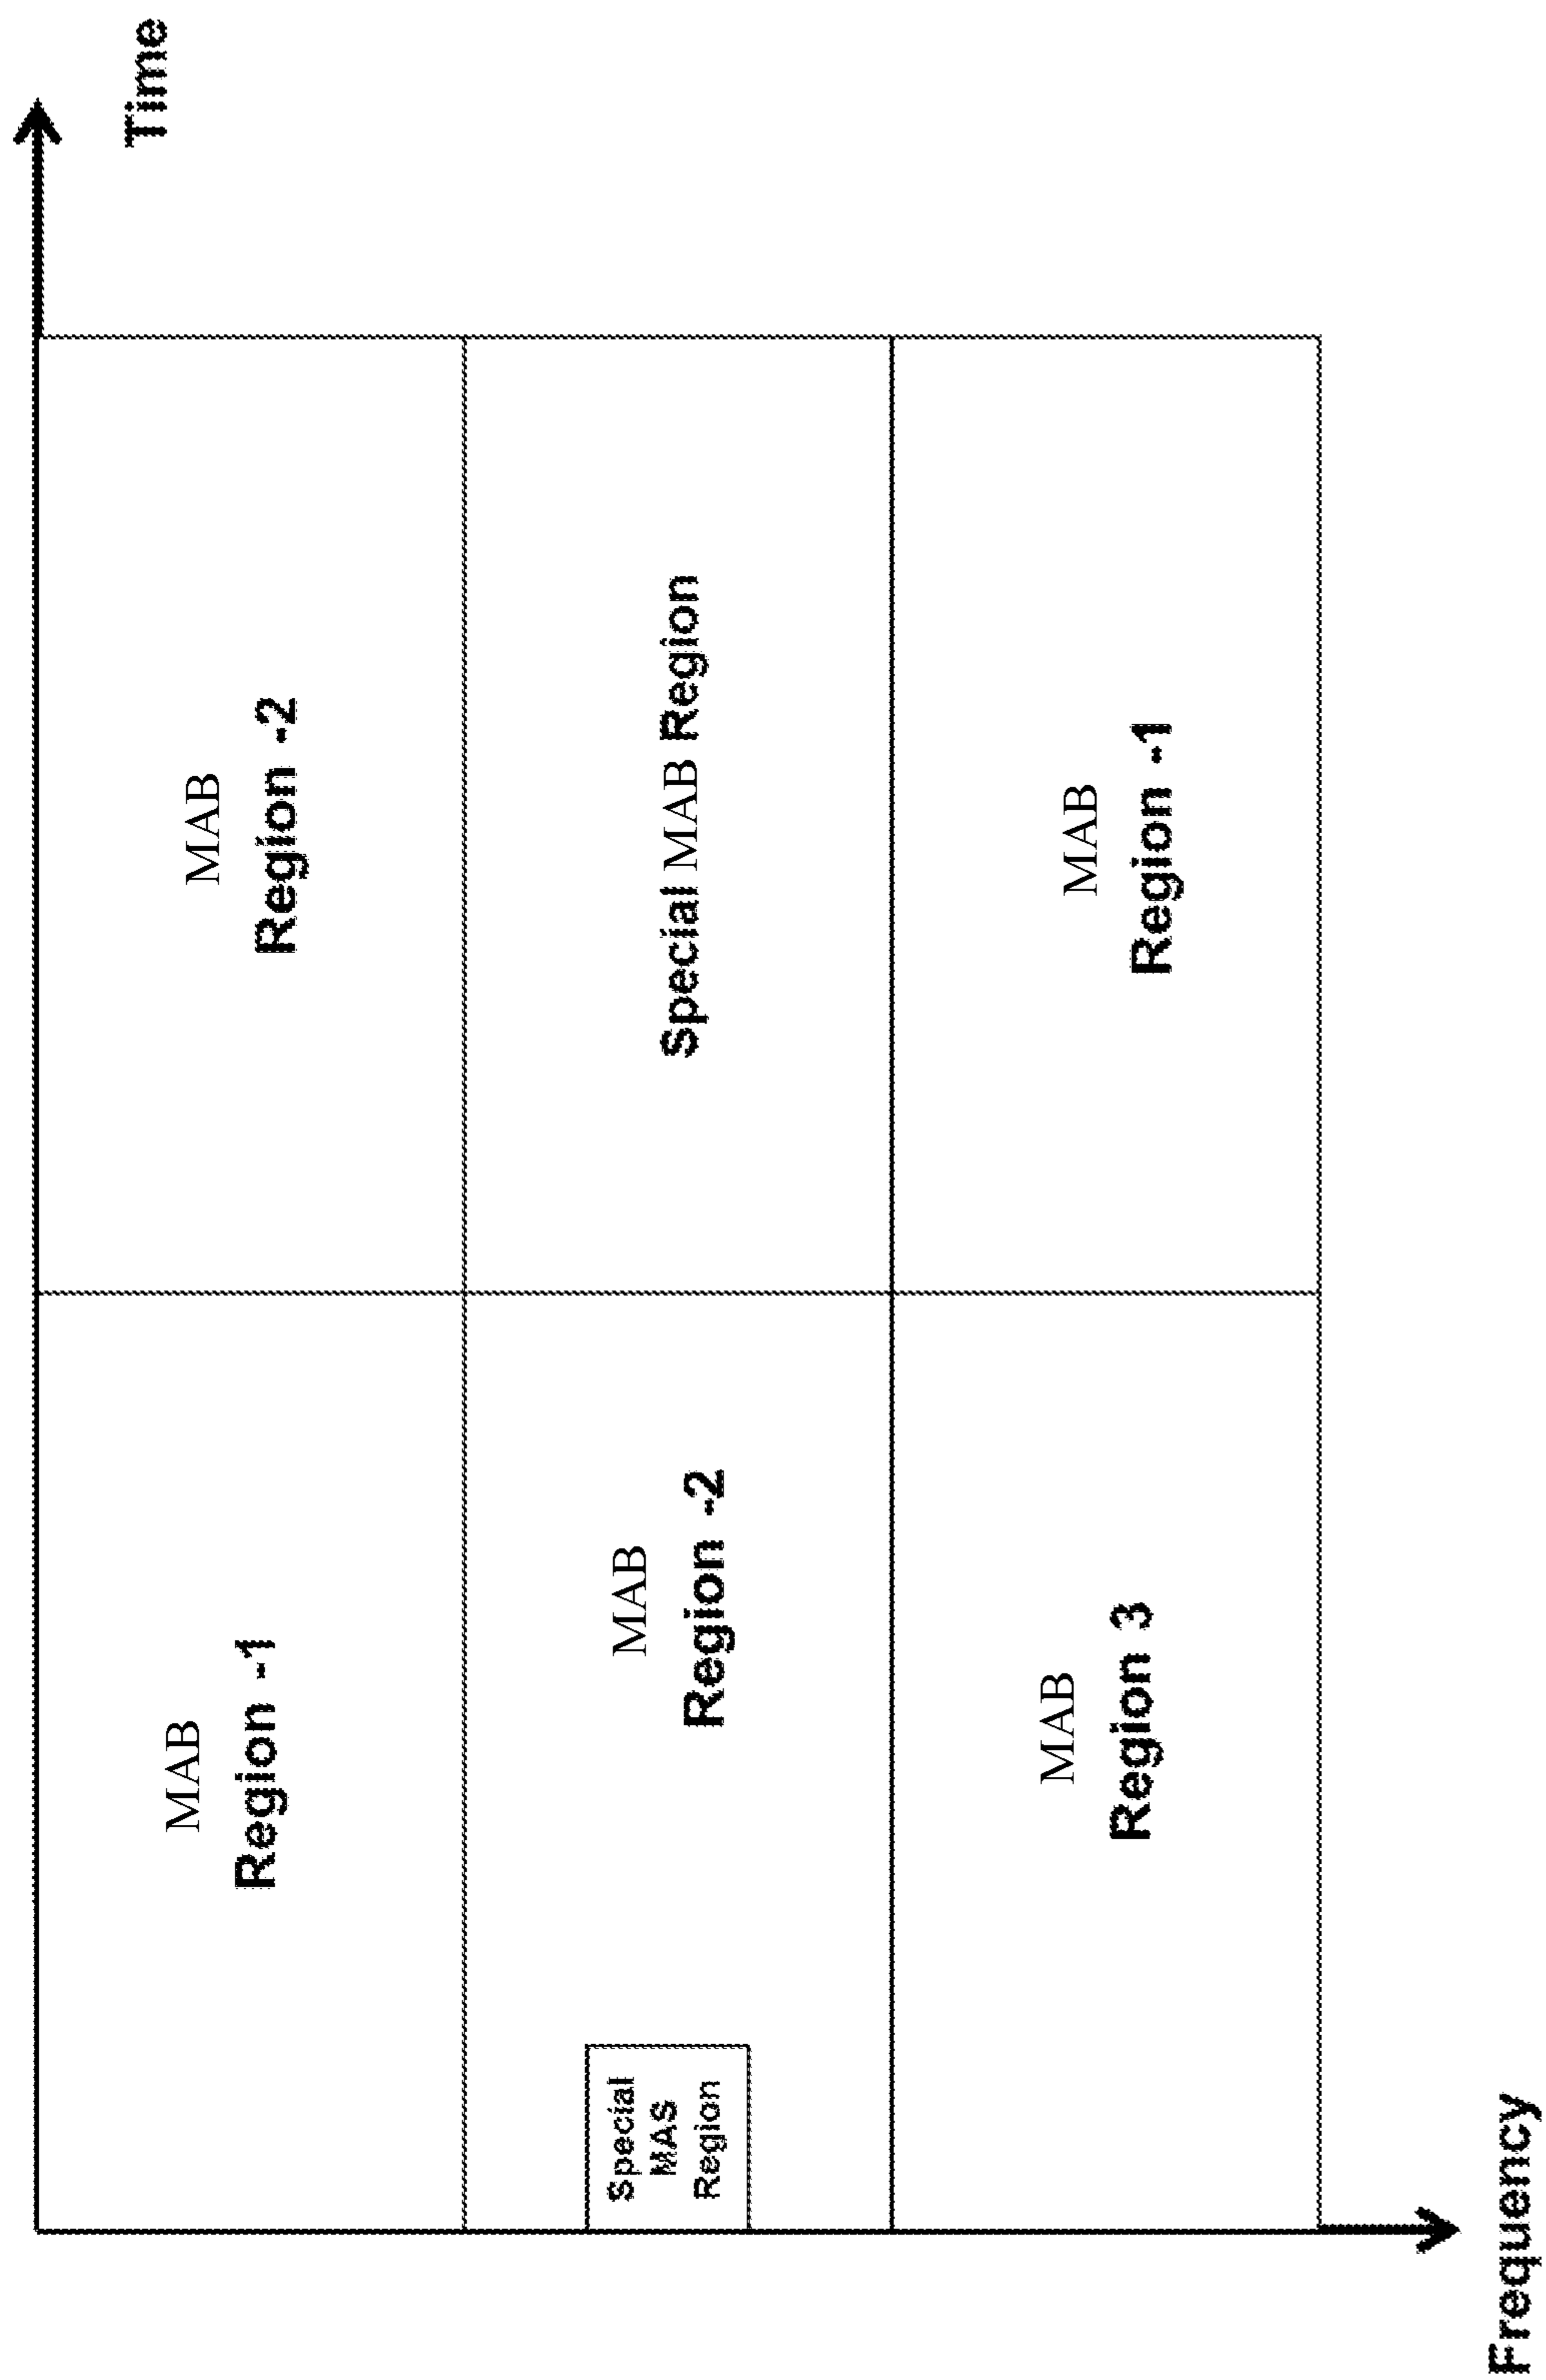 Time
MAB
Region -1
MAB
Region -2
Special
MAS
Region
MAB
Region -2
Special MAB Region
MAB
Region 3
MAB
Region -1
Frequency